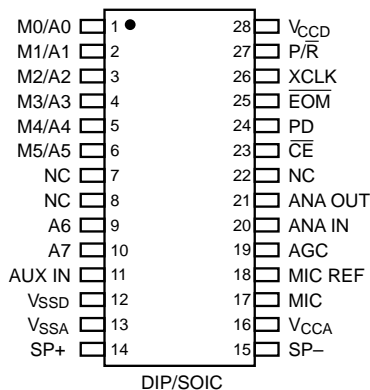 M0/A0 1 28 VCCD
M1/A1 2 27 P/R̅
M2/A2 3 26 XCLK
M3/A3 4 25 E̅O̅M̅
M4/A4 5 24 PD
M5/A5 6 23 C̅E̅
NC 7 22 NC
NC 8 21 ANA OUT
A6 9 20 ANA IN
A7 10 19 AGC
AUX IN 11 18 MIC REF
VSSD 12 17 MIC
VSSA 13 16 VCCA
SP+ 14 15 SP–
DIP/SOIC